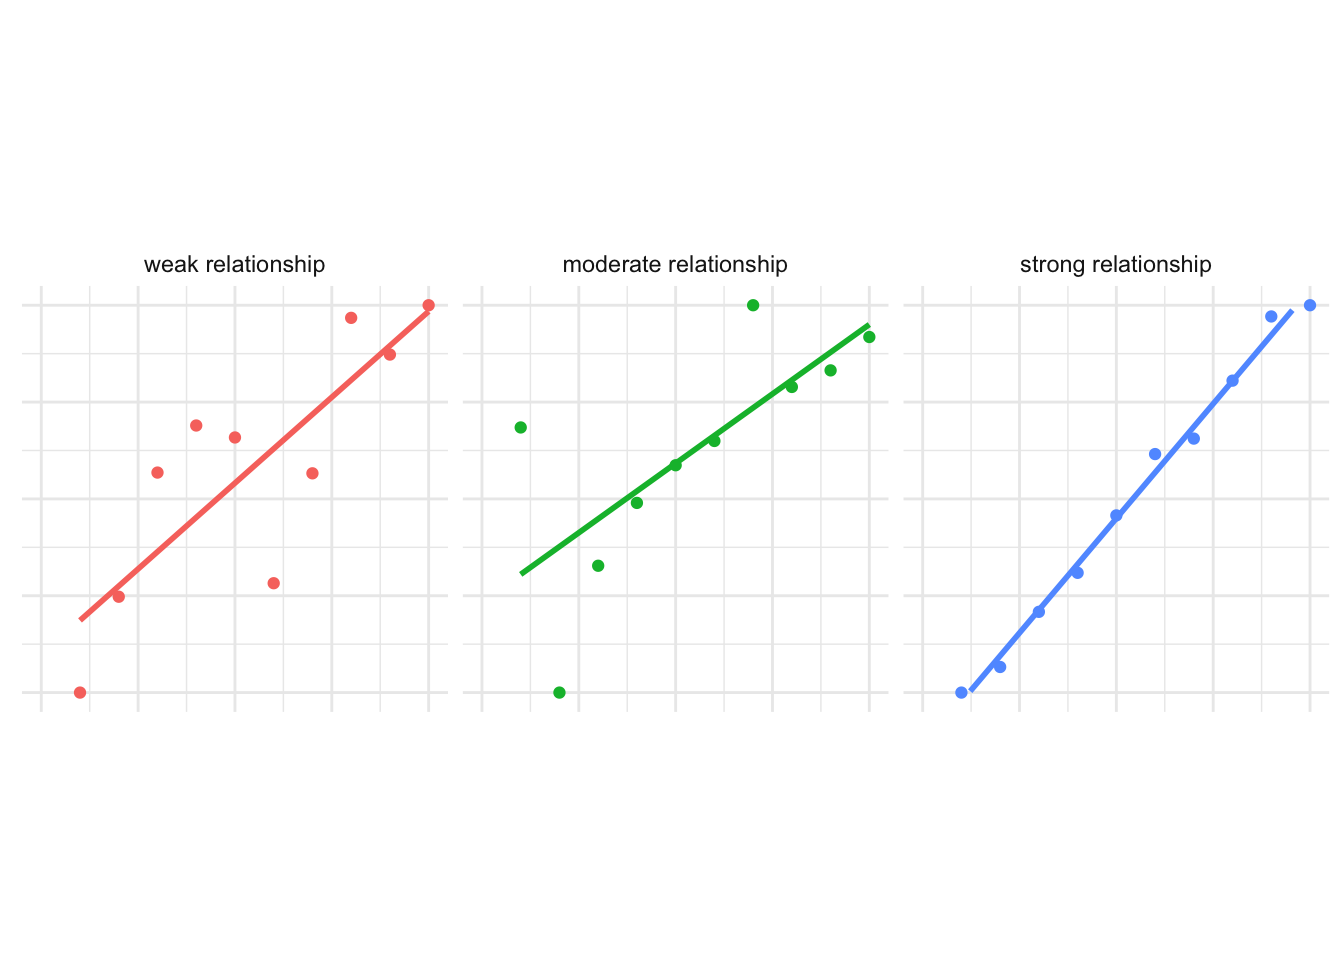 weak relationship
moderate relationship
strong relationship